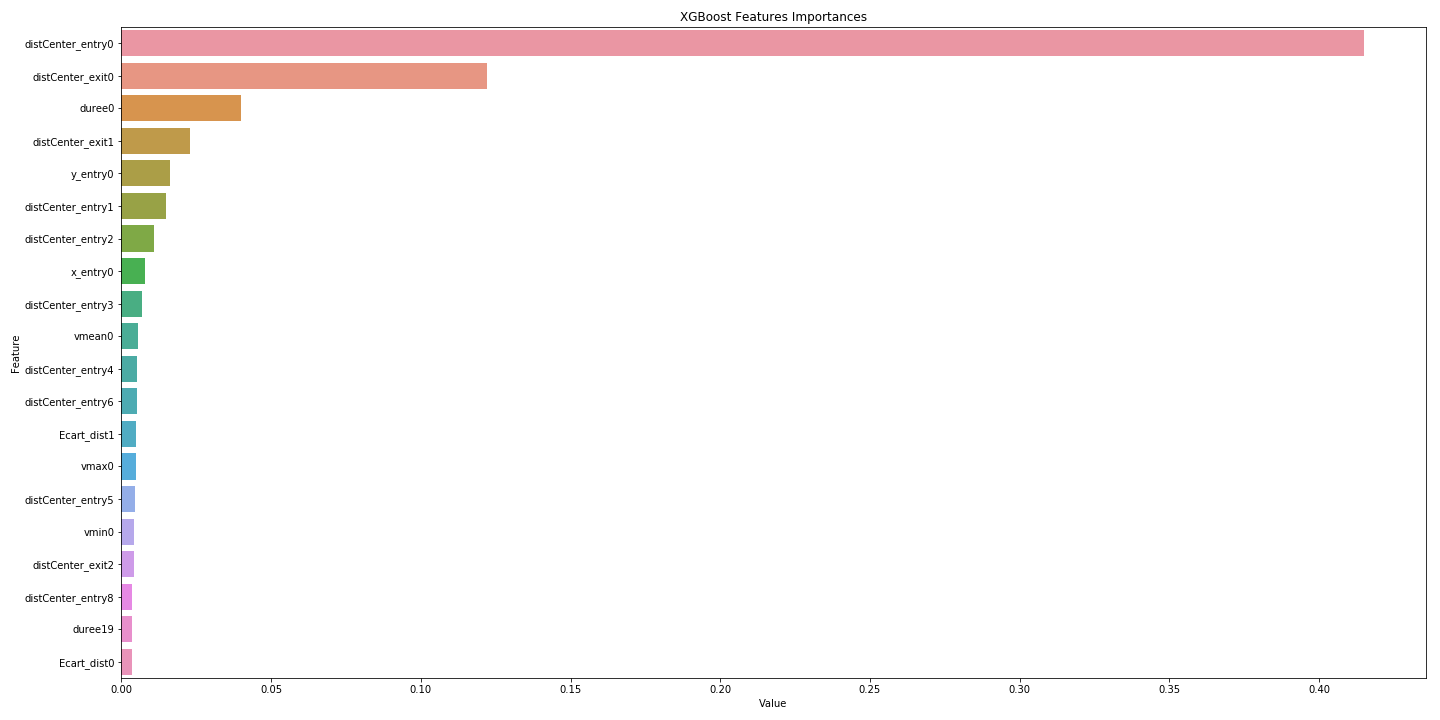 XGBoost Features Importances
distCenter_entry0
distCenter_exit0
duree0
distCenter_exit1
y_entry0
distCenter_entry1
distCenter_entry2
x_entry0
distCenter_entry3
vmean0
distCenter_entry4
distCenter_entry6
Ecart_dist1
vmax0
distCenter_entry5
vmin0
distCenter_exit2
distCenter_entry8
duree19
Ecart_dist0
Feature
0.00 0.05 0.10 0.15 0.20 0.25 0.30 0.35 0.40
Value